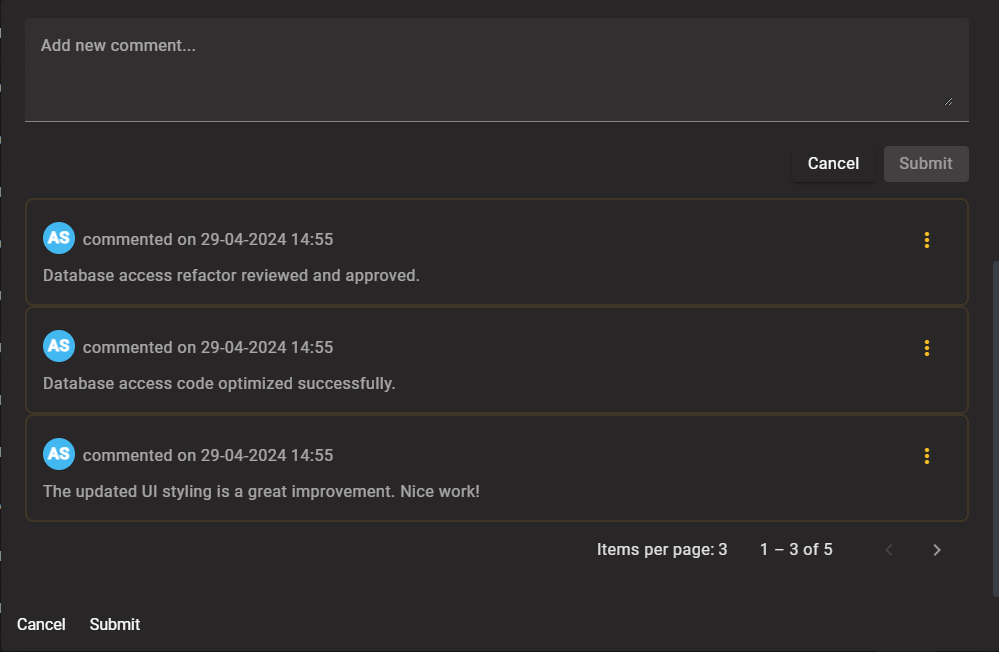 Add new comment...
Cancel Submit
AS commented on 29-04-2024 14:55
Database access refactor reviewed and approved.
AS commented on 29-04-2024 14:55
Database access code optimized successfully.
AS commented on 29-04-2024 14:55
The updated UI styling is a great improvement. Nice work!
Items per page: 3 1 – 3 of 5
Cancel Submit